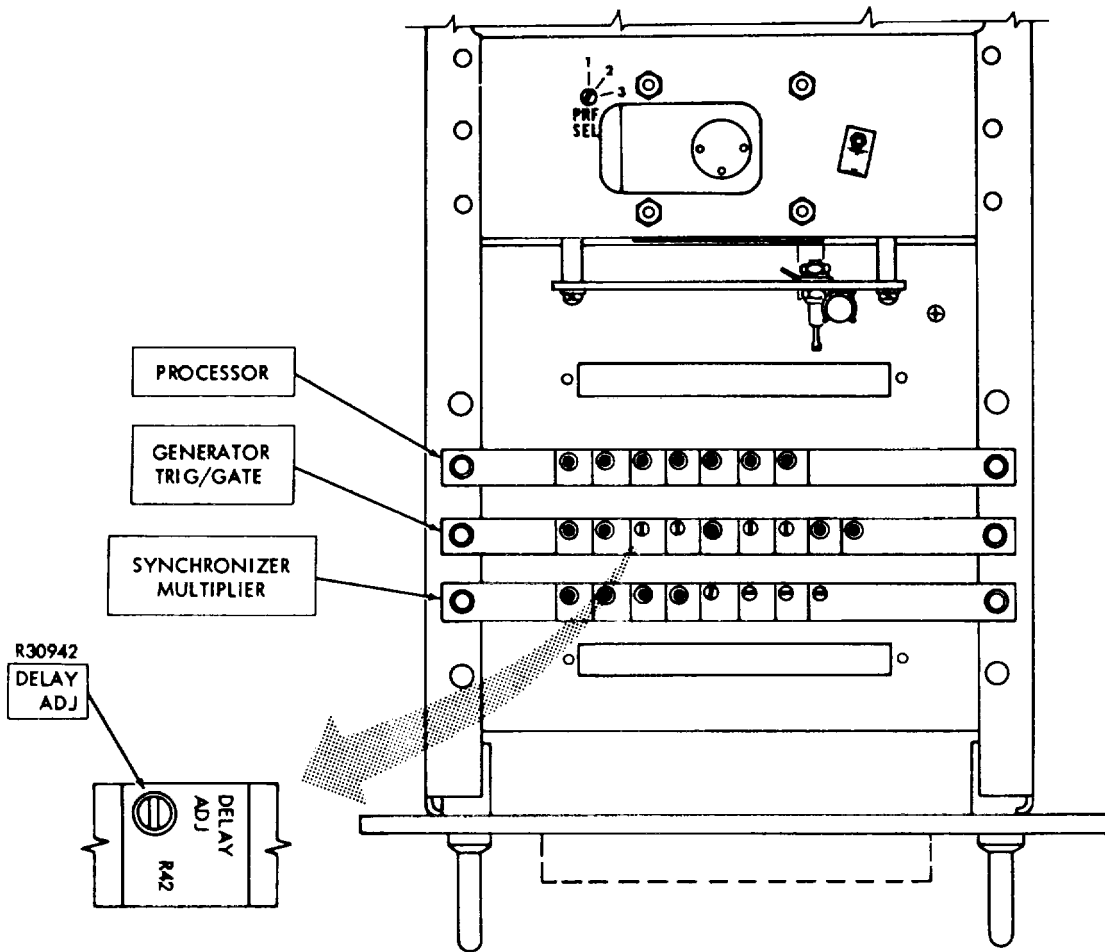 1
2
3
PRF
SEL
PROCESSOR
GENERATOR
TRIG/GATE
SYNCHRONIZER
MULTIPLIER
R30942
DELAY
ADJ
DELAY
ADJ
R42